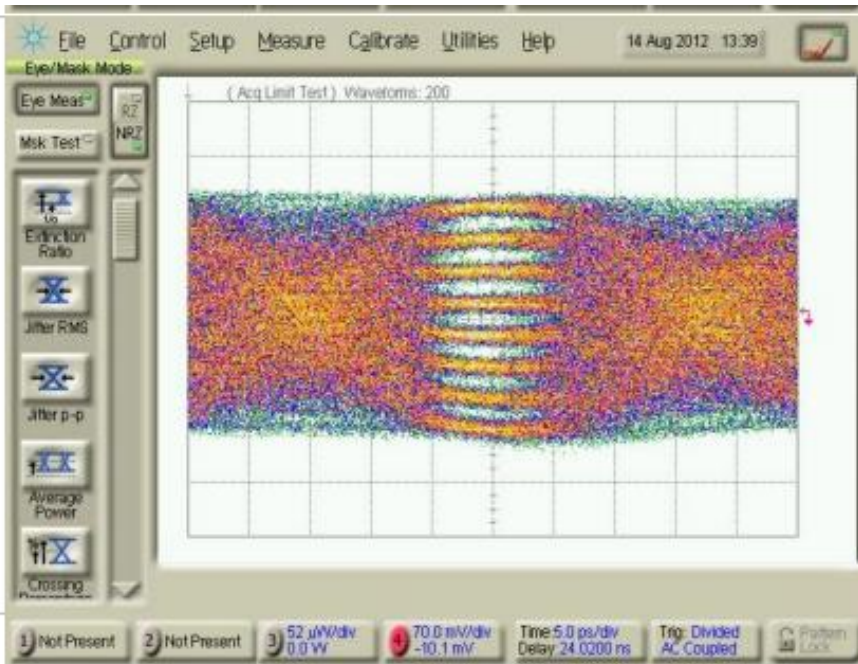 File Control Setup Measure Calibrate Utilities Help 14 Aug 2012 13:39
Eye/Mask Mode
Eye Meas
RZ
NRZ
Msk Test
(Acq Limit Test) Waveforms: 200
Extinction
Ratio
Jitter RMS
Jitter p-p
Average
Power
Crossing
1) Not Present
2) Not Present
3) 52 µW/div
0.0 W
4) 70.0 mV/div
-10.1 mV
Time:5.0 ps/div
Delay:24.0200 ns
Trig: Divided
AC Coupled
Pattern
Lock